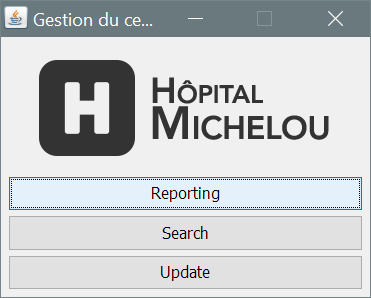 Gestion du ce...
H
HÔPITAL
MICHELOU
Reporting
Search
Update